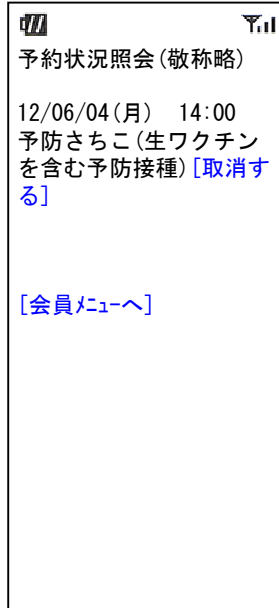 予約状況照会(敬称略)
12/06/04(月) 14:00
予防さちこ(生ワクチン
を含む予防接種)[取消す
る]
[会員ﾒﾆｭｰへ]